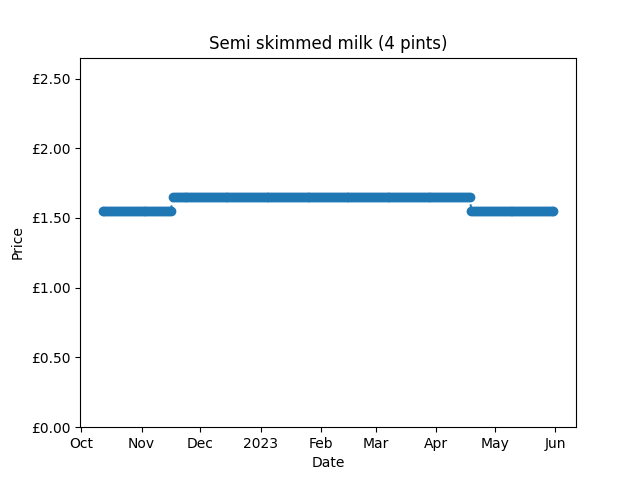 Semi skimmed milk (4 pints)
£2.50
£2.00
£1.50
£1.00
£0.50
£0.00
Price
Oct Nov Dec 2023 Feb Mar Apr May Jun
Date